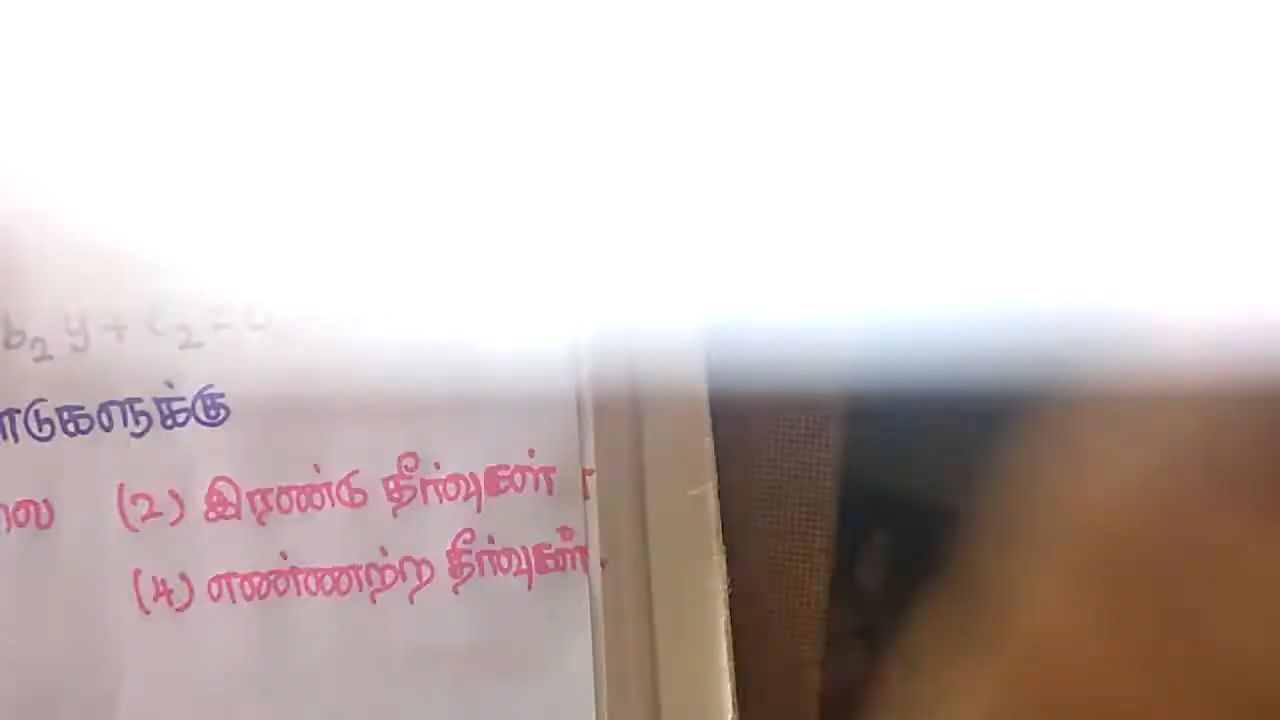 b₂y + c₂ = 0
டுகளுக்கு
லை (2) இரண்டு தீர்வுகள்
(4) எண்ணற்ற தீர்வுகள்